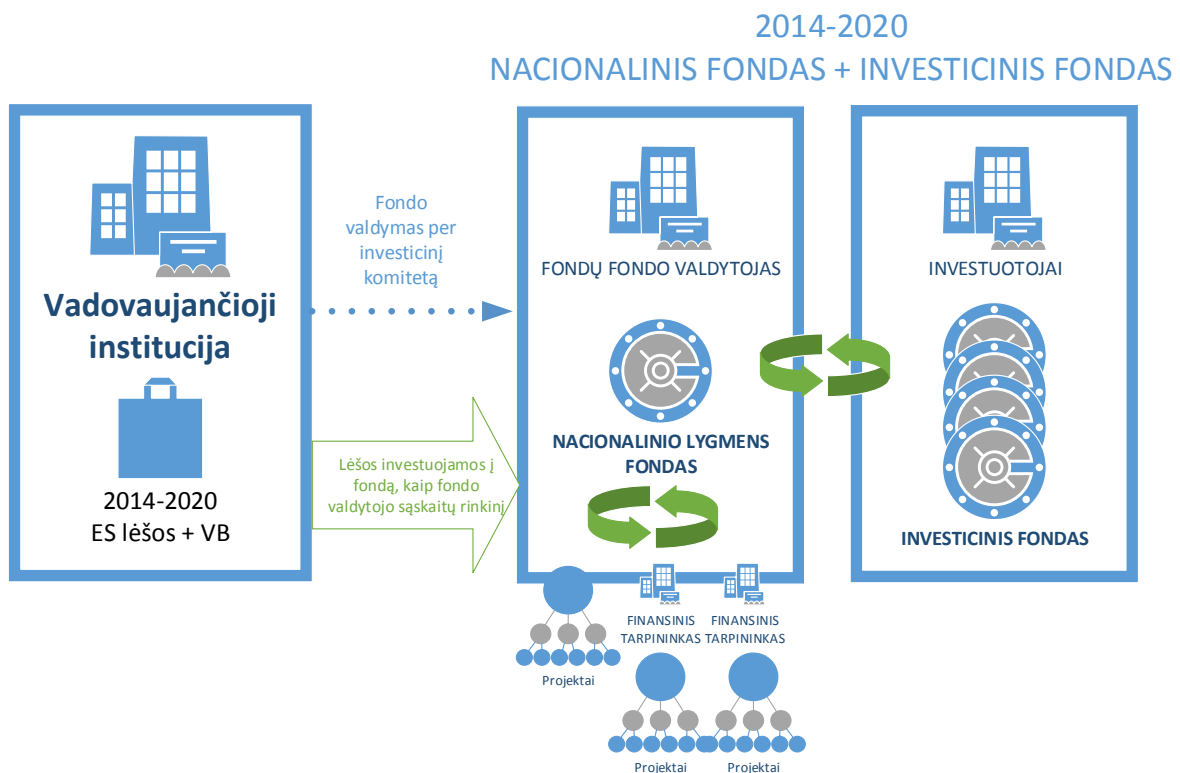 2014-2020
NACIONALINIS FONDAS + INVESTICINIS FONDAS
Vadovaujančioji
institucija
2014-2020
ES lėšos + VB
Fondo
valdymas per
investicinį
komitetą
Lėšos investuojamos į
fondą, kaip fondo
valdytojo sąskaitų rinkinį
FONDŲ FONDO VALDYTOJAS
NACIONALINIO LYGMENS
FONDAS
INVESTUOTOJAI
INVESTICINIS FONDAS
Projektai
FINANSINIS
TARPININKAS
Projektai
FINANSINIS
TARPININKAS
Projektai